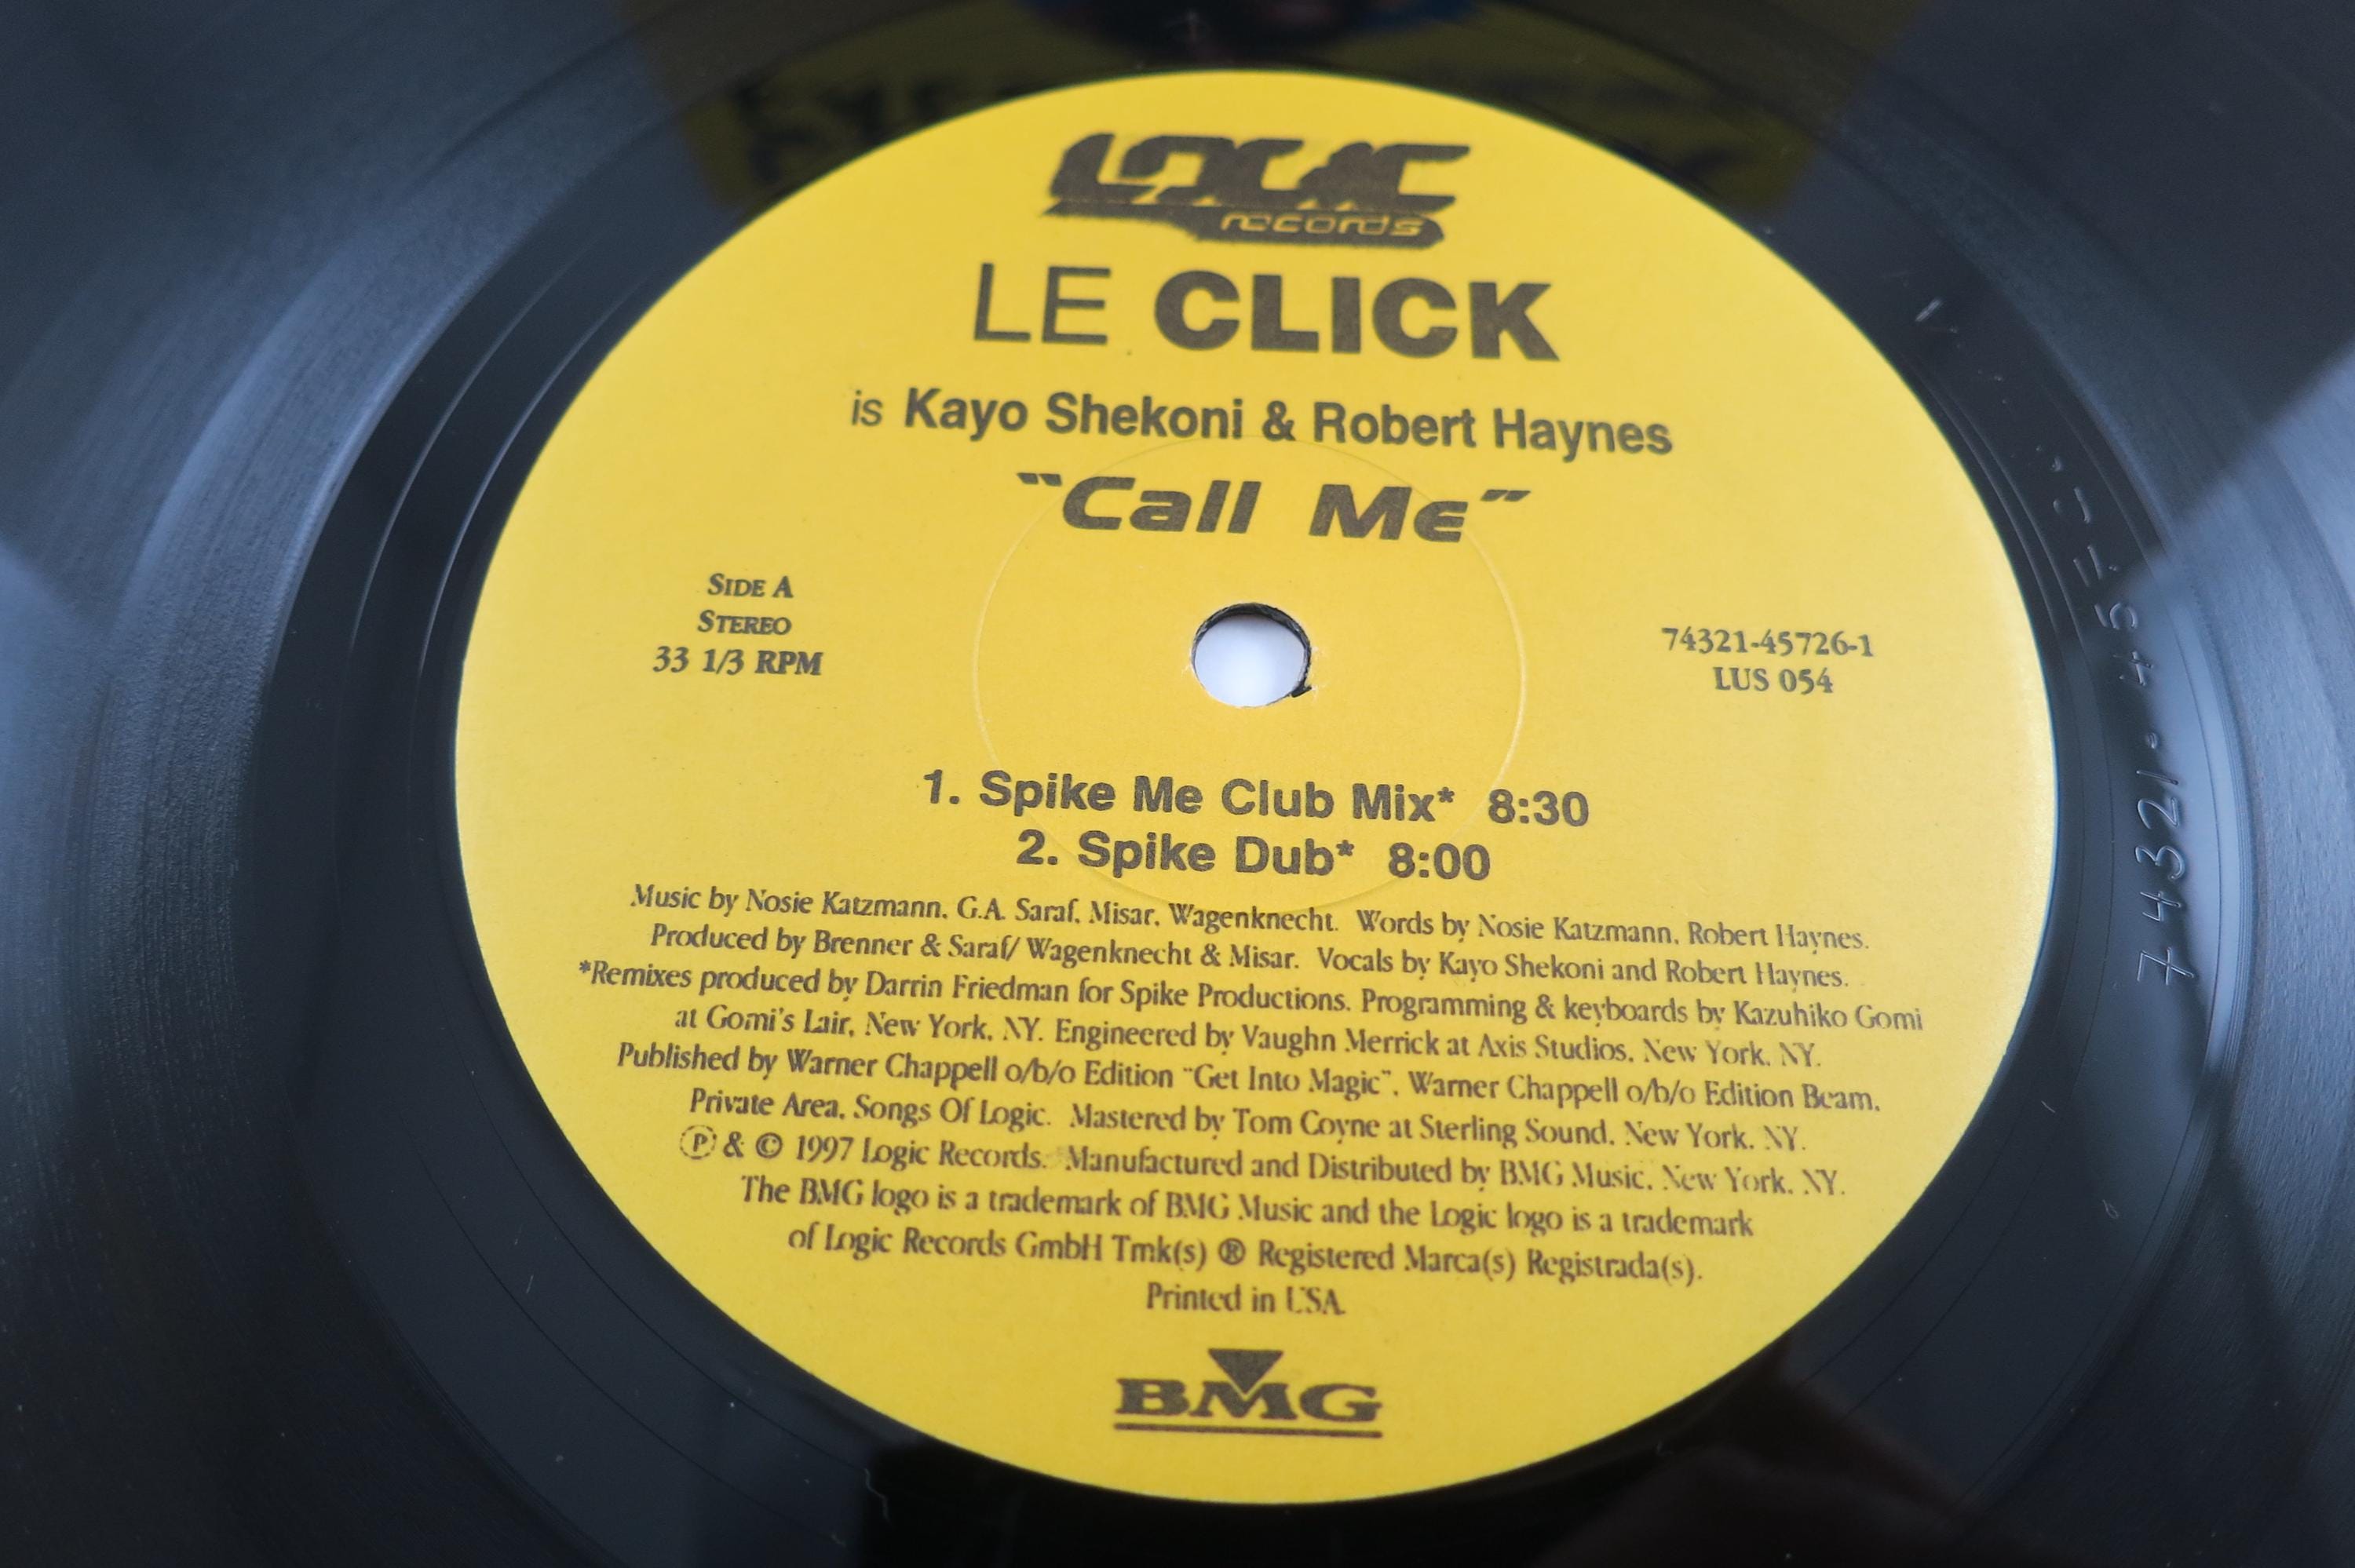 LOGIC
records
LE CLICK
is Kayo Shekoni & Robert Haynes
"Call Me"
SIDE A
STEREO
33 1/3 RPM
74321-45726-1
LUS 054
1. Spike Me Club Mix* 8:30
2. Spike Dub* 8:00
Music by Nosie Katzmann, G.A. Saraf, Misar, Wagenknecht. Words by Nosie Katzmann, Robert Haynes.
Produced by Brenner & Saraf/ Wagenknecht & Misar. Vocals by Kayo Shekoni and Robert Haynes.
*Remixes produced by Darrin Friedman for Spike Productions. Programming & keyboards by Kazuhiko Gomi
at Gomi's Lair, New York, NY. Engineered by Vaughn Merrick at Axis Studios, New York, NY.
Published by Warner Chappell o/b/o Edition "Get Into Magic", Warner Chappell o/b/o Edition Beam,
Private Area, Songs Of Logic. Mastered by Tom Coyne at Sterling Sound, New York, NY.
Ⓟ & © 1997 Logic Records. Manufactured and Distributed by BMG Music, New York, NY.
The BMG logo is a trademark of BMG Music and the Logic logo is a trademark
of Logic Records GmbH Tmk(s) ® Registered Marca(s) Registrada(s).
Printed in USA.
BMG
74321.45